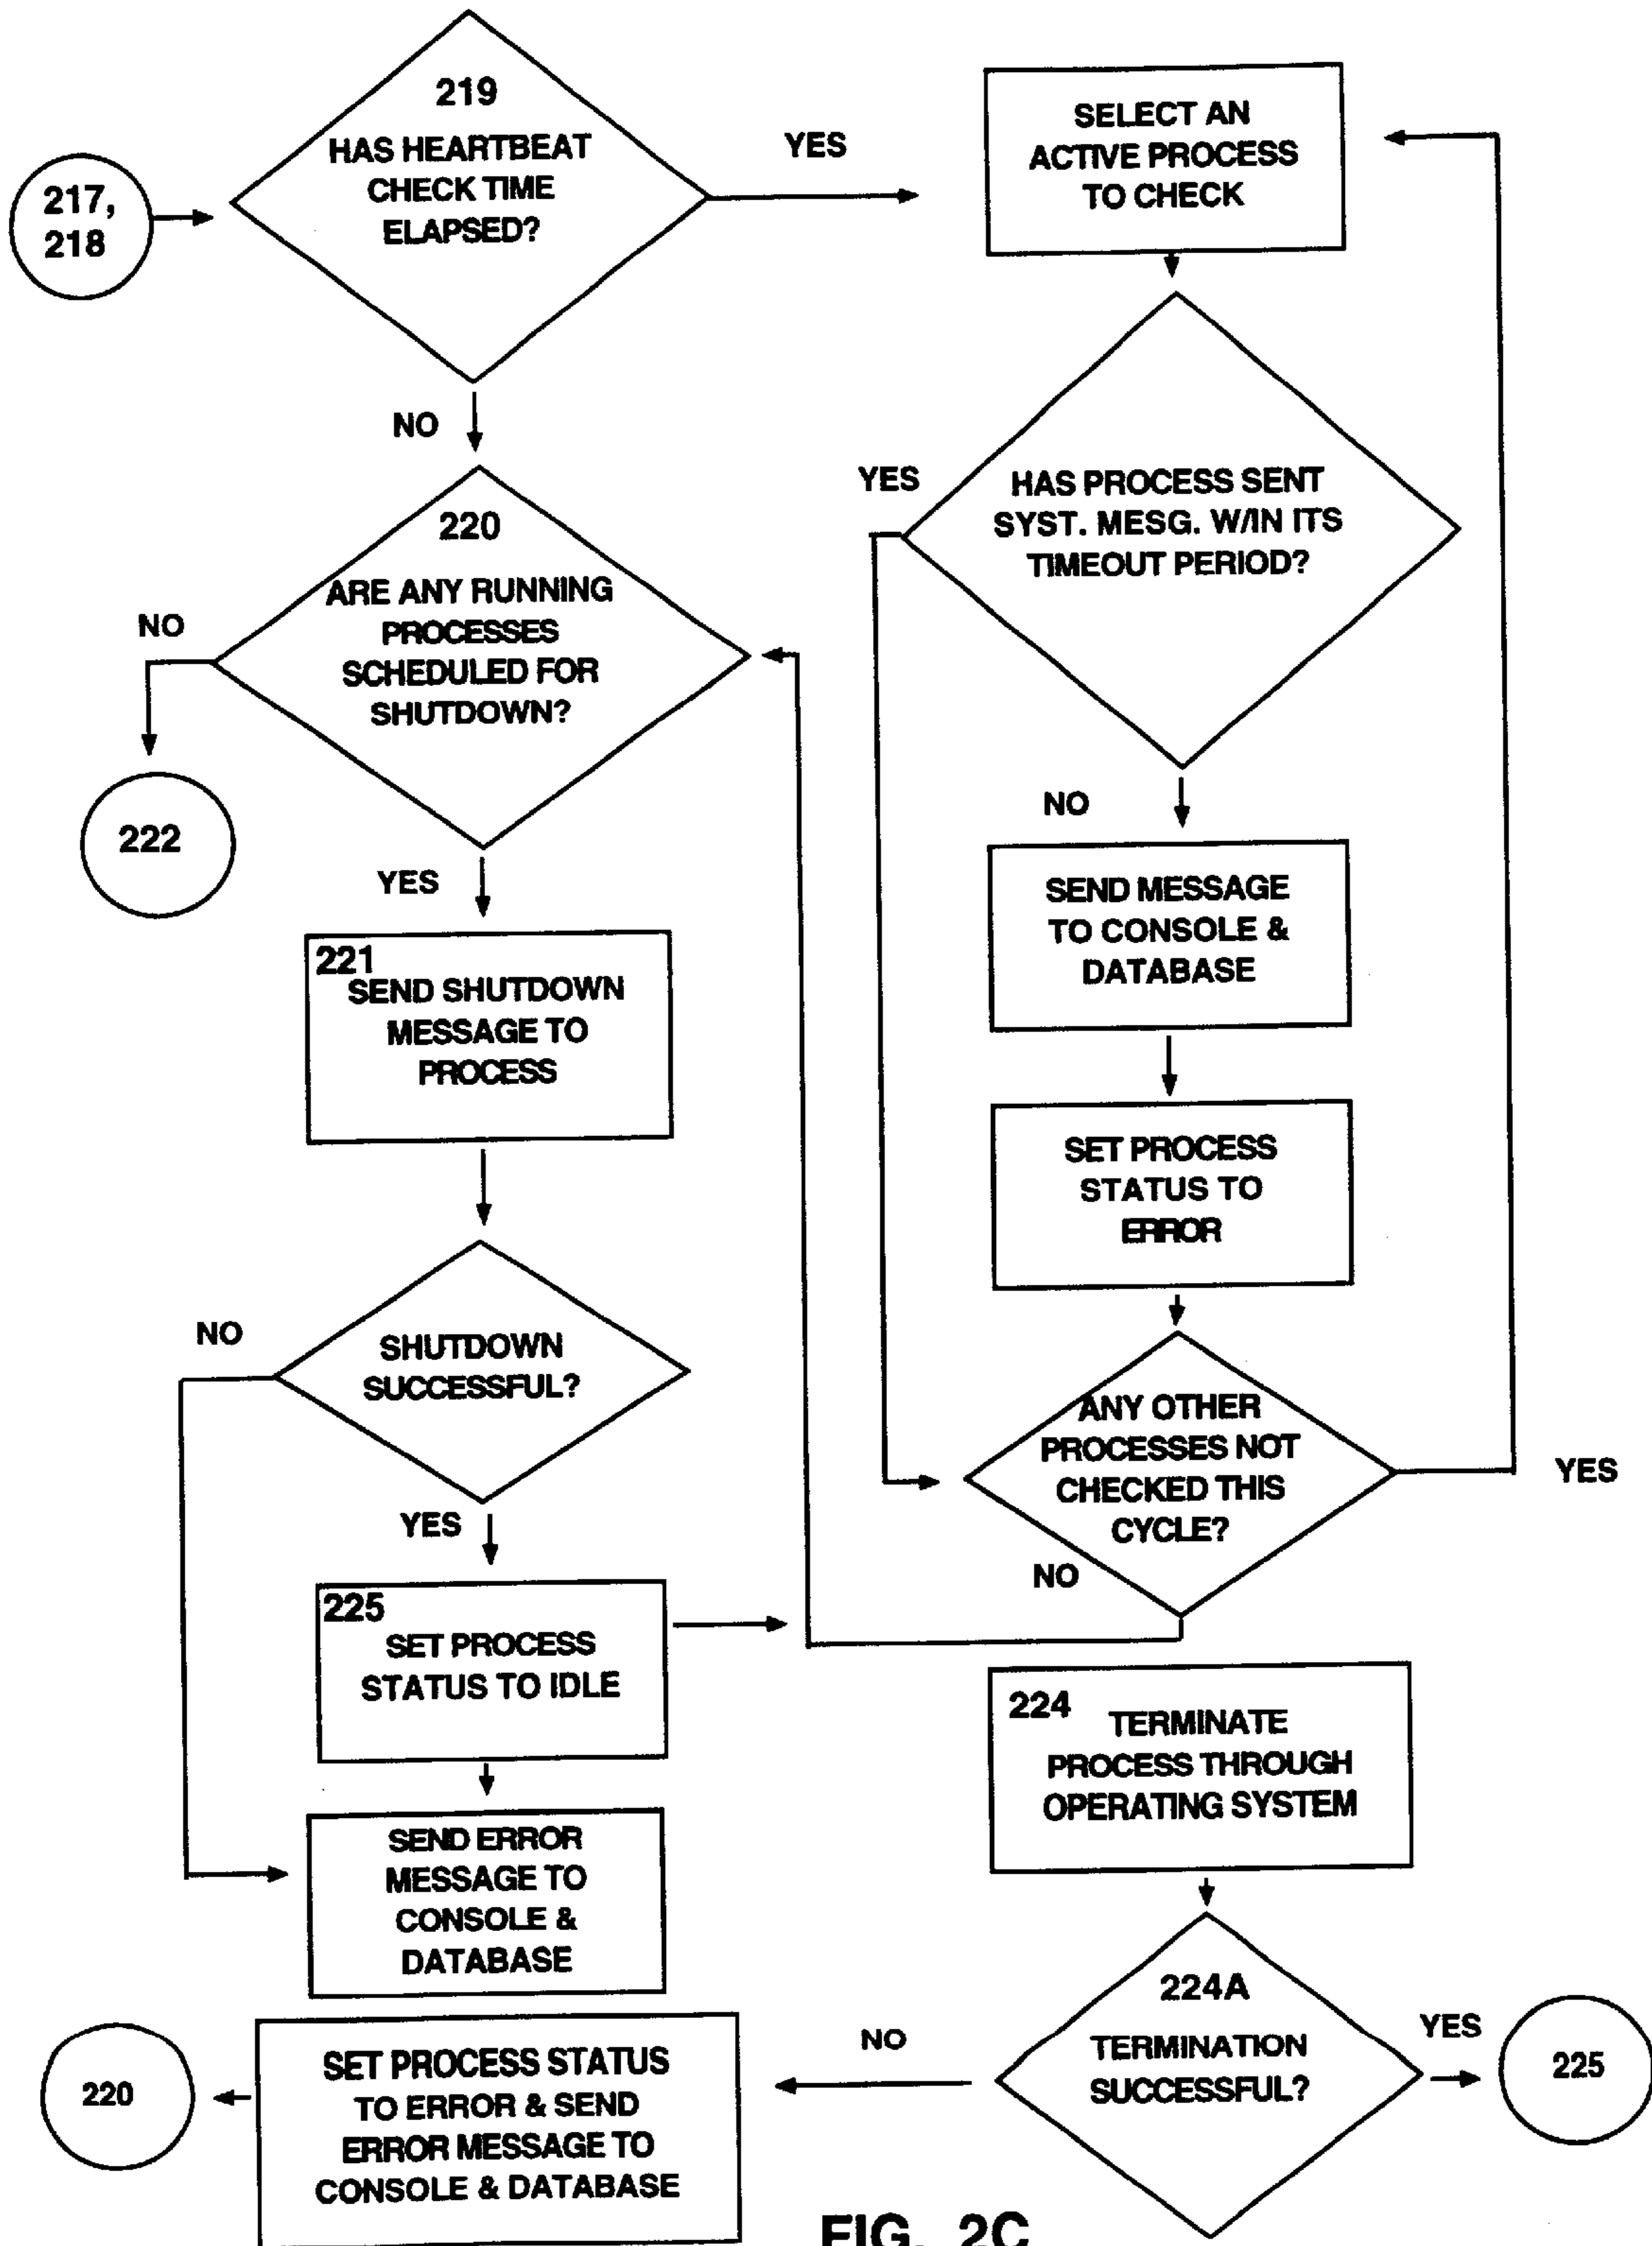 217,
218
219
HAS HEARTBEAT
CHECK TIME
ELAPSED?
YES
NO
SELECT AN
ACTIVE PROCESS
TO CHECK
HAS PROCESS SENT
SYST. MESG. W/IN ITS
TIMEOUT PERIOD?
YES
NO
220
ARE ANY RUNNING
PROCESSES
SCHEDULED FOR
SHUTDOWN?
NO
222
YES
SEND MESSAGE
TO CONSOLE &
DATABASE
221
SEND SHUTDOWN
MESSAGE TO
PROCESS
SET PROCESS
STATUS TO
ERROR
SHUTDOWN
SUCCESSFUL?
NO
YES
ANY OTHER
PROCESSES NOT
CHECKED THIS
CYCLE?
YES
NO
225
SET PROCESS
STATUS TO IDLE
SEND ERROR
MESSAGE TO
CONSOLE &
DATABASE
224
TERMINATE
PROCESS THROUGH
OPERATING SYSTEM
224A
TERMINATION
SUCCESSFUL?
YES
225
NO
SET PROCESS STATUS
TO ERROR & SEND
ERROR MESSAGE TO
CONSOLE & DATABASE
220
FIG. 2C